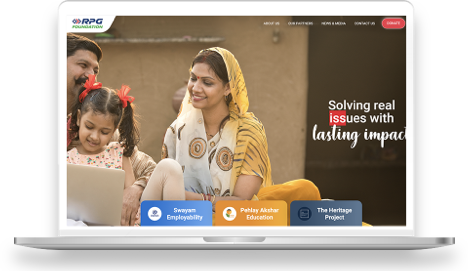 RPG
FOUNDATION
ABOUT US
OUR PARTNERS
NEWS & MEDIA
CONTACT US
DONATE
Solving real
issues with
lasting impact
Swayam
Employability
Pehlay Akshar
Education
The Heritage
Project